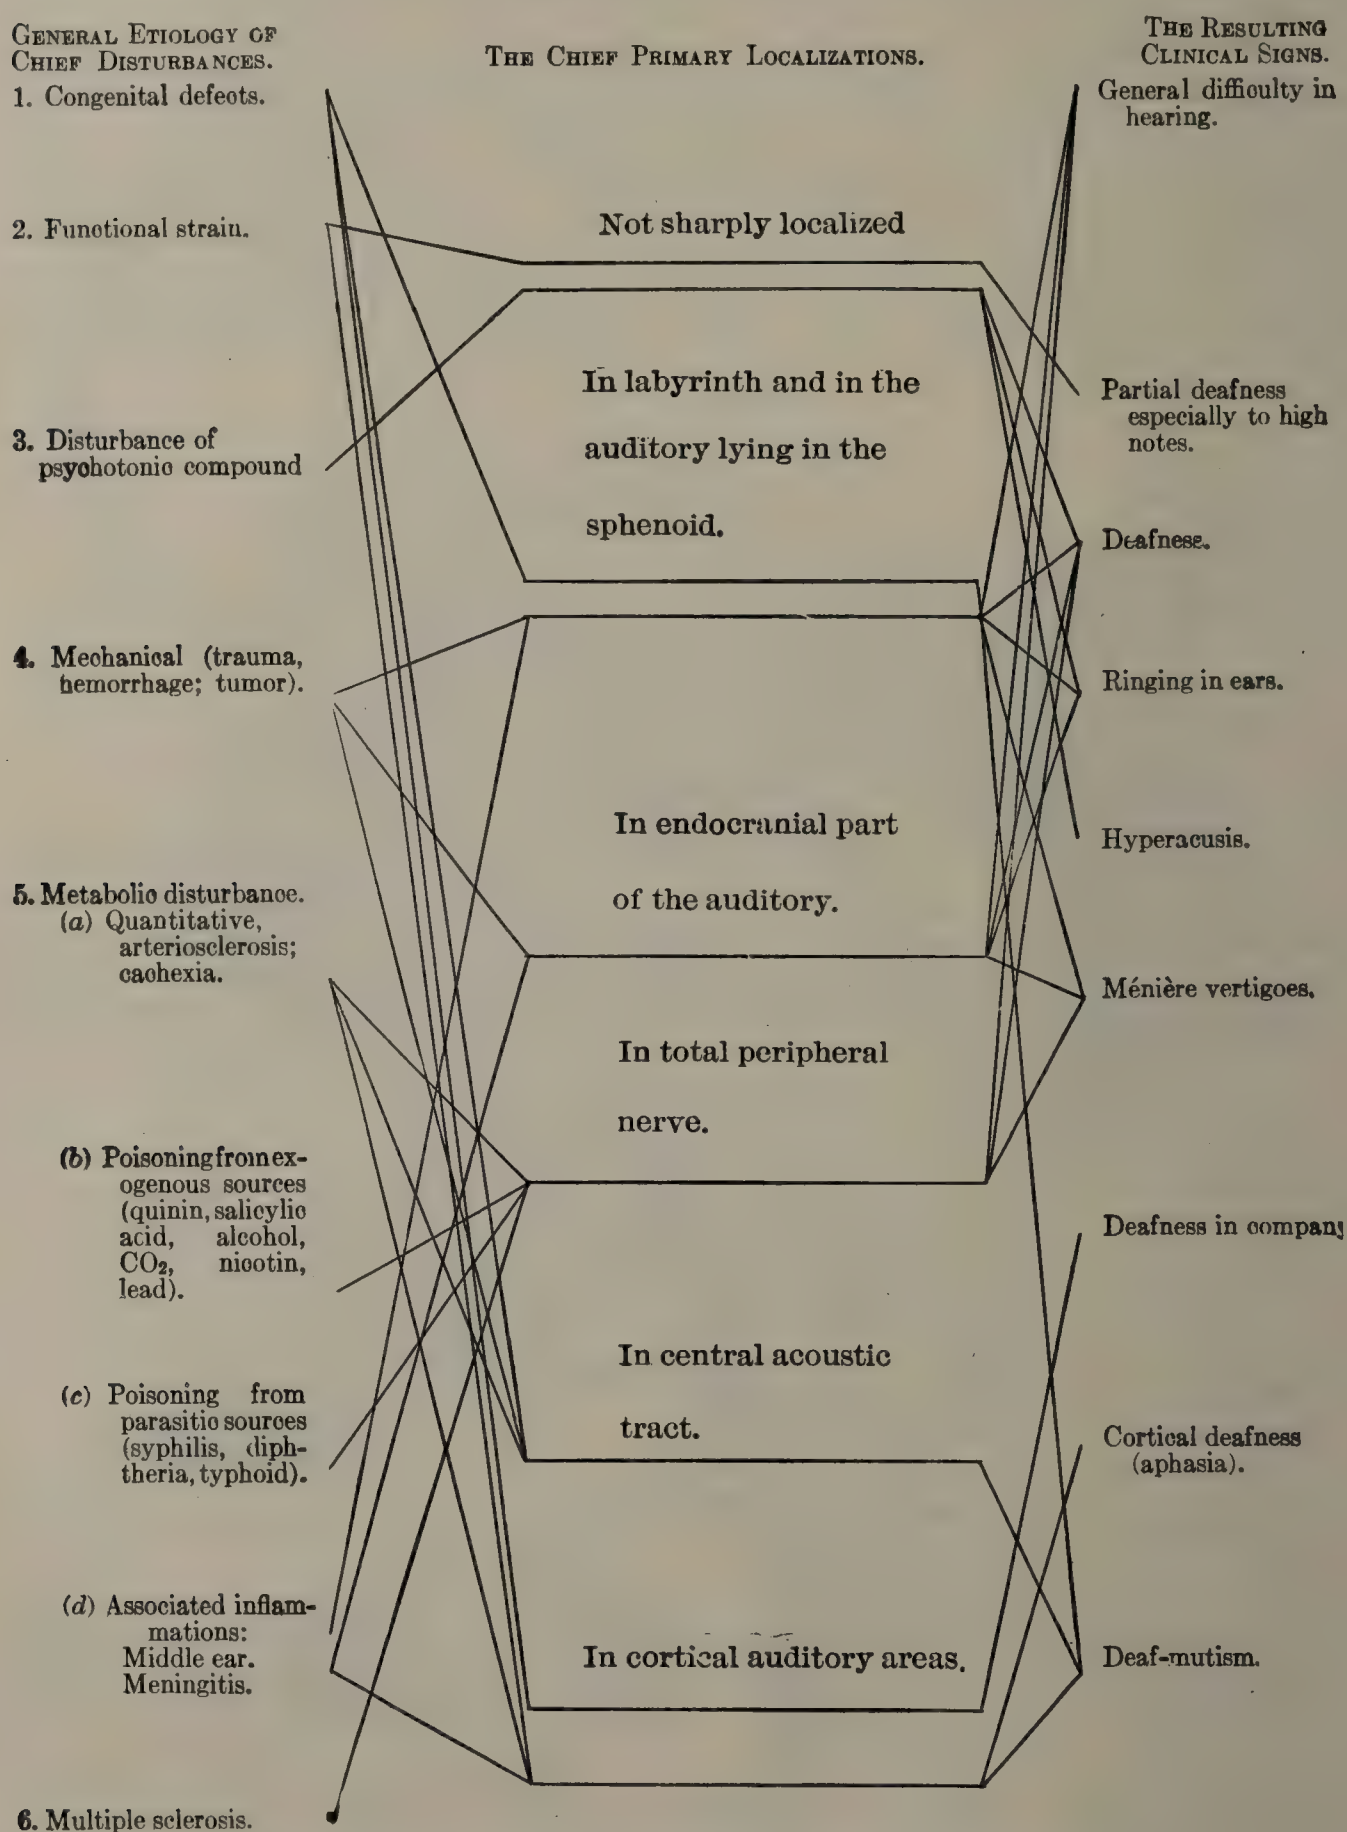 GENERAL ETIOLOGY OF
CHIEF DISTURBANCES.
1. Congenital defects.
2. Functional strain.
3. Disturbance of
psychotonic compound
4. Mechanical (trauma,
hemorrhage; tumor).
5. Metabolic disturbance.
(a) Quantitative,
arteriosclerosis;
cachexia.
(b) Poisoning from ex-
ogenous sources
(quinin, salicylic
acid, alcohol,
CO₂, nicotin,
lead).
(c) Poisoning from
parasitic sources
(syphilis, diph-
theria, typhoid).
(d) Associated inflam-
mations:
Middle ear.
Meningitis.
6. Multiple sclerosis.
THE CHIEF PRIMARY LOCALIZATIONS.
Not sharply localized
In labyrinth and in the
auditory lying in the
sphenoid.
In endocranial part
of the auditory.
In total peripheral
nerve.
In central acoustic
tract.
In cortical auditory areas.
THE RESULTING
CLINICAL SIGNS.
General difficulty in
hearing.
Partial deafness
especially to high
notes.
Deafness.
Ringing in ears.
Hyperacusis.
Ménière vertigoes.
Deafness in company
Cortical deafness
(aphasia).
Deaf-mutism.